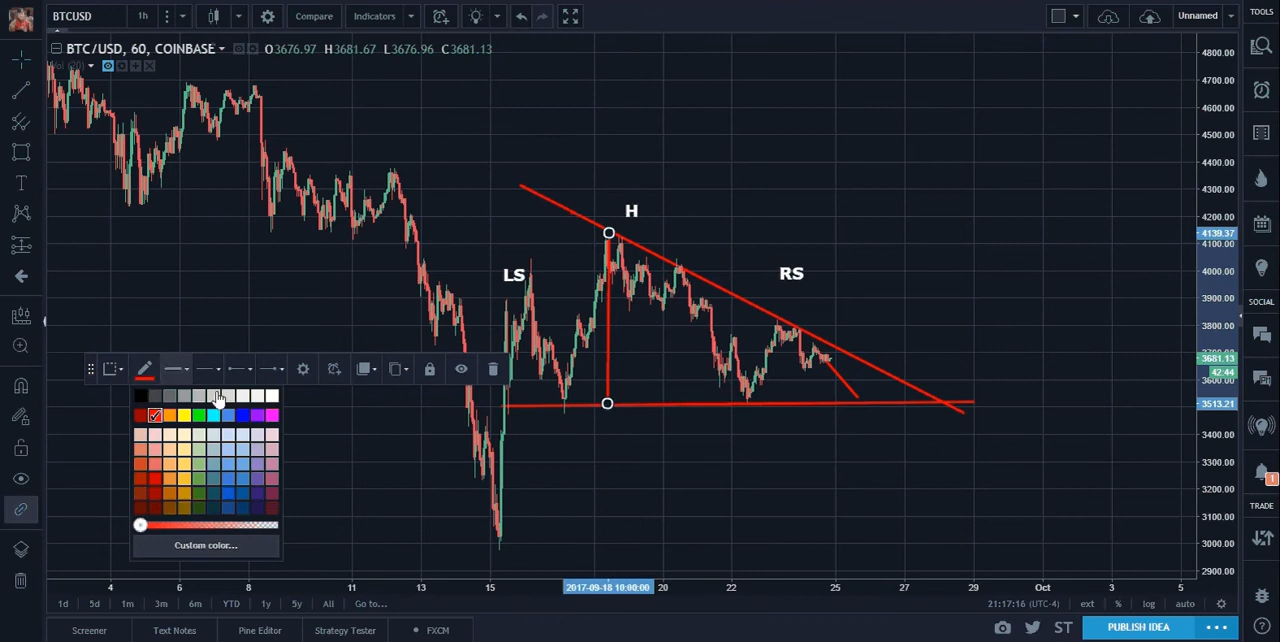 BTCUSD 1h Compare Indicators Unnamed TOOLS
BTC/USD, 60, COINBASE O3676.97 H3681.67 L3676.96 C3681.13
Vol (20)
4800.00
4700.00
4600.00
4500.00
4400.00
4300.00
4200.00
H
4139.37
4100.00
LS
RS
4000.00
3900.00
SOCIAL
3800.00
3681.13
42:44
3600.00
3513.21
3400.00
3300.00
3200.00
1
Custom color...
3100.00
TRADE
3000.00
2900.00
4 6 8 11 13 15 2017-09-18 10:00:00 20 22 25 27 29 Oct 3 5
1d 5d 1m 3m 6m YTD 1y 5y All Go to... 21:17:16 (UTC-4) ext % log auto
Screener Text Notes Pine Editor Strategy Tester FXCM ST PUBLISH IDEA